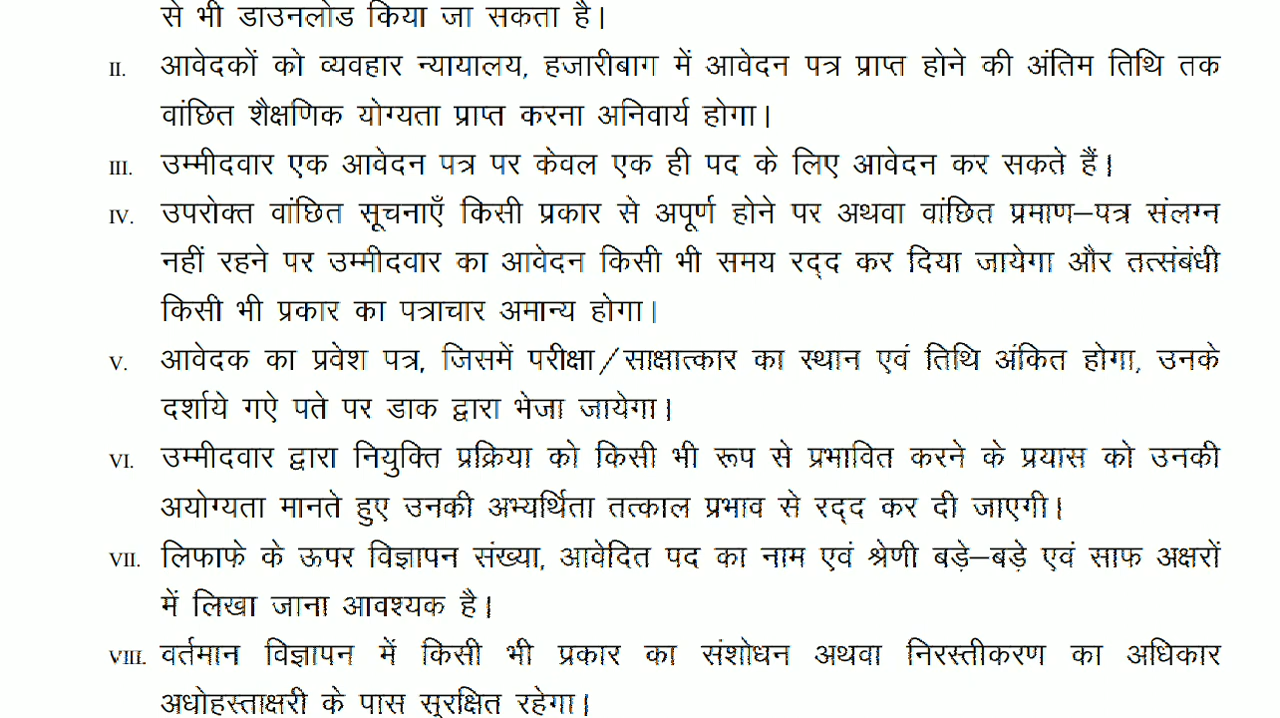 से भी डाउनलोड किया जा सकता है।
II. आवेदकों को व्यवहार न्यायालय, हजारीबाग में आवेदन पत्र प्राप्त होने की अंतिम तिथि तक
वांछित शैक्षणिक योग्यता प्राप्त करना अनिवार्य होगा।
III. उम्मीदवार एक आवेदन पत्र पर केवल एक ही पद के लिए आवेदन कर सकते हैं।
IV. उपरोक्त वांछित सूचनाएँ किसी प्रकार से अपूर्ण होने पर अथवा वांछित प्रमाण–पत्र संलग्न
नहीं रहने पर उम्मीदवार का आवेदन किसी भी समय रद्द कर दिया जायेगा और तत्संबंधी
किसी भी प्रकार का पत्राचार अमान्य होगा।
V. आवेदक का प्रवेश पत्र, जिसमें परीक्षा/साक्षात्कार का स्थान एवं तिथि अंकित होगा, उनके
दर्शाये गऐ पते पर डाक द्वारा भेजा जायेगा।
VI. उम्मीदवार द्वारा नियुक्ति प्रक्रिया को किसी भी रूप से प्रभावित करने के प्रयास को उनकी
अयोग्यता मानते हुए उनकी अभ्यर्थिता तत्काल प्रभाव से रद्द कर दी जाएगी।
VII. लिफाफे के ऊपर विज्ञापन संख्या, आवेदित पद का नाम एवं श्रेणी बड़े–बड़े एवं साफ अक्षरों
में लिखा जाना आवश्यक है।
VIII. वर्तमान विज्ञापन में किसी भी प्रकार का संशोधन अथवा निरस्तीकरण का अधिकार
अधोहस्ताक्षरी के पास सुरक्षित रहेगा।